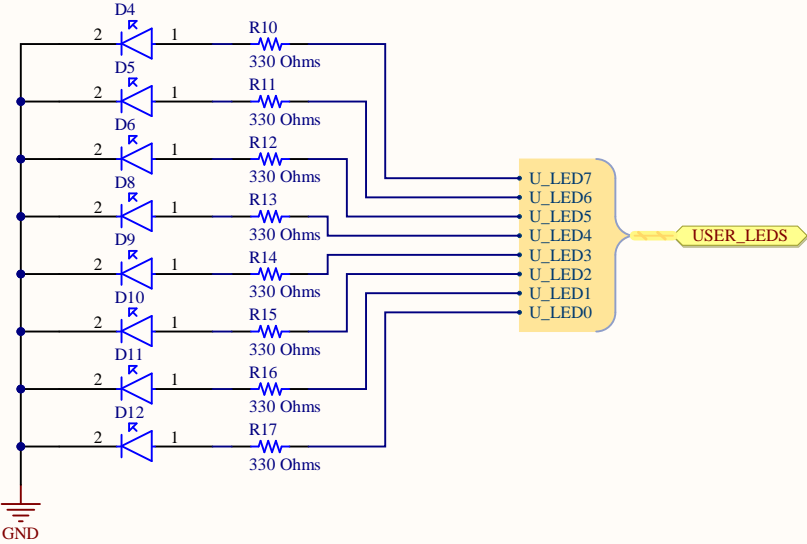 D4
2 1 R10
330 Ohms
D5
2 1 R11
330 Ohms
D6
2 1 R12
330 Ohms
D8
2 1 R13
330 Ohms
D9
2 1 R14
330 Ohms
D10
2 1 R15
330 Ohms
D11
2 1 R16
330 Ohms
D12
2 1 R17
330 Ohms
GND
U_LED7
U_LED6
U_LED5
U_LED4
U_LED3
U_LED2
U_LED1
U_LED0
USER_LEDS